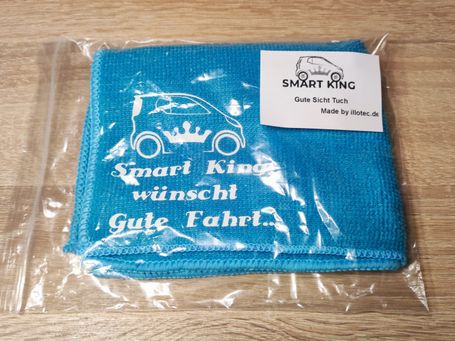 SMART KING
Gute Sicht Tuch
Made by illotec.de
Smart King
wünscht
Gute Fahrt...